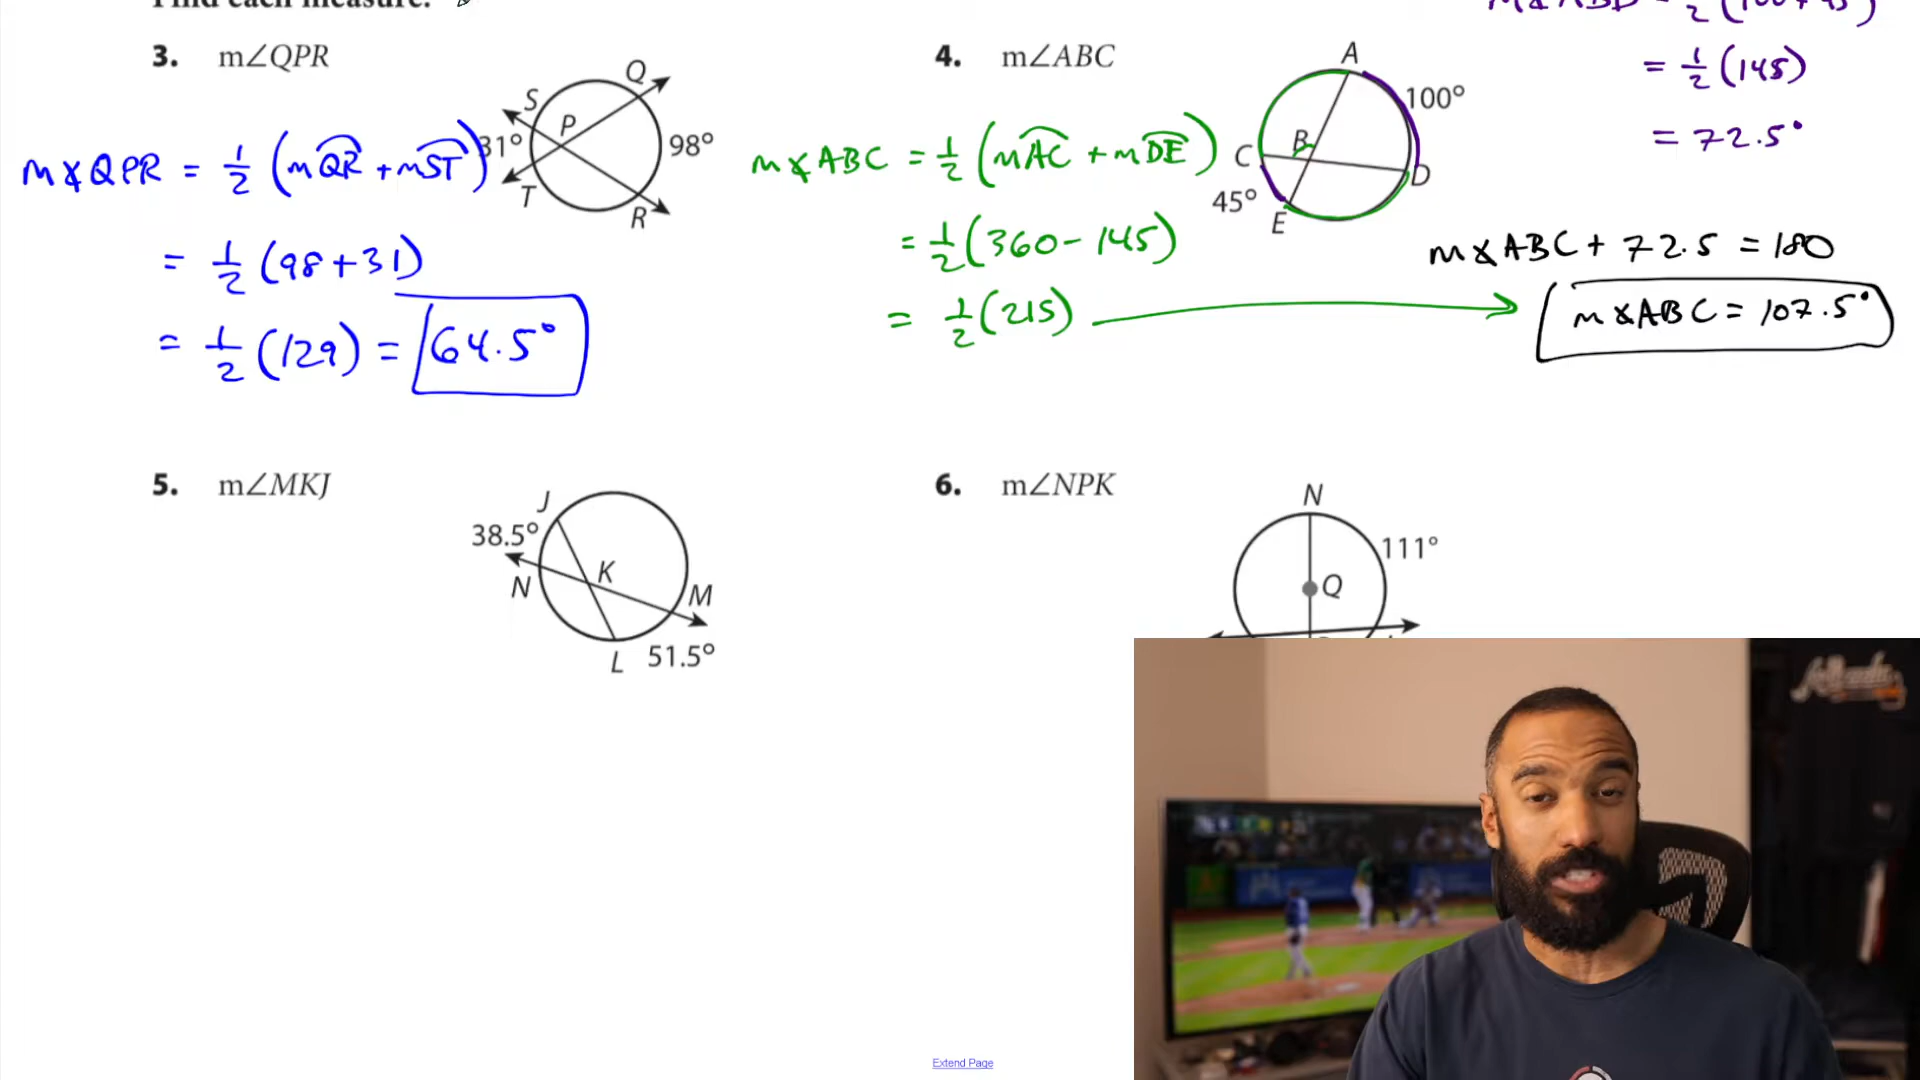 Find each measure.
3. m∠QPR
S
Q
P
31°
98°
T
R
m∡QPR = 1/2 (mQR + mST)
= 1/2 (98+31)
= 1/2 (129) = 64.5°
4. m∠ABC
A
100°
B
C
D
45°
E
m∡ABC = 1/2 (mAC + mDE)
= 1/2 (360 - 145)
= 1/2 (215)
= 1/2 (145)
= 72.5°
m∡ABC + 72.5 = 180
m∡ABC = 107.5°
5. m∠MKJ
J
38.5°
K
N
M
L 51.5°
6. m∠NPK
N
111°
Q
Extend Page